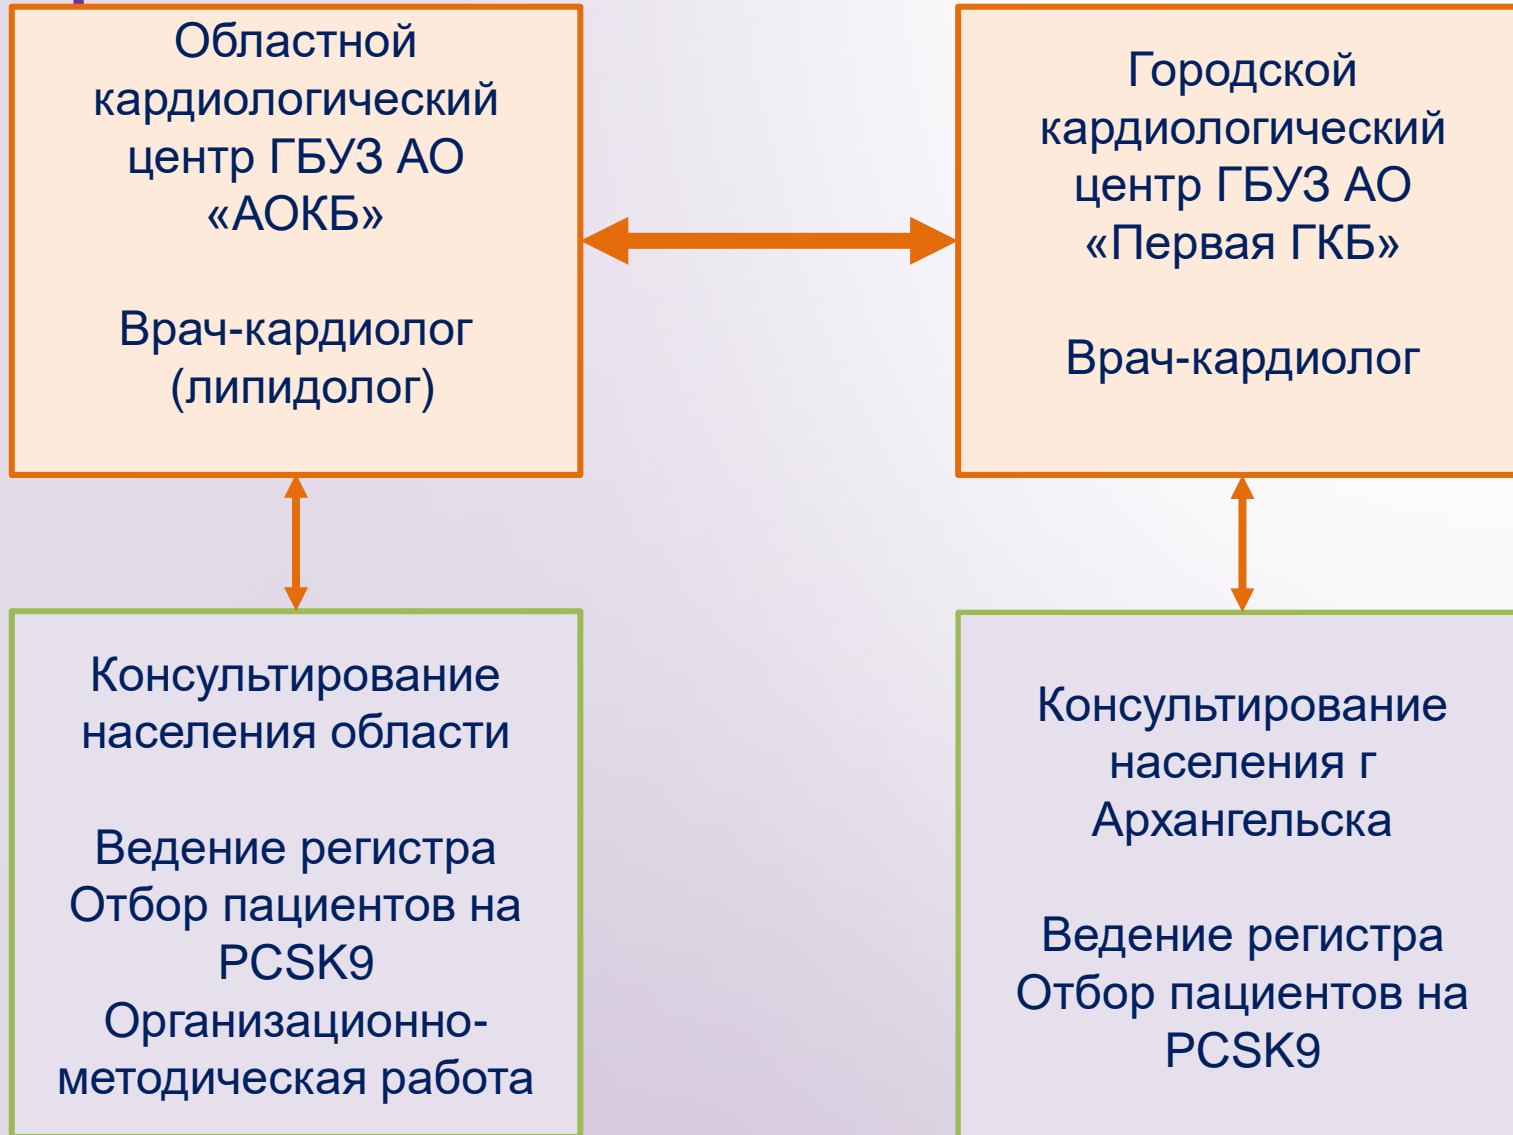 Областной
кардиологический
центр ГБУЗ АО
«АОКБ»
Врач-кардиолог
(липидолог)
Городской
кардиологический
центр ГБУЗ АО
«Первая ГКБ»
Врач-кардиолог
Консультирование
населения области
Ведение регистра
Отбор пациентов на
PCSK9
Организационно-
методическая работа
Консультирование
населения г
Архангельска
Ведение регистра
Отбор пациентов на
PCSK9